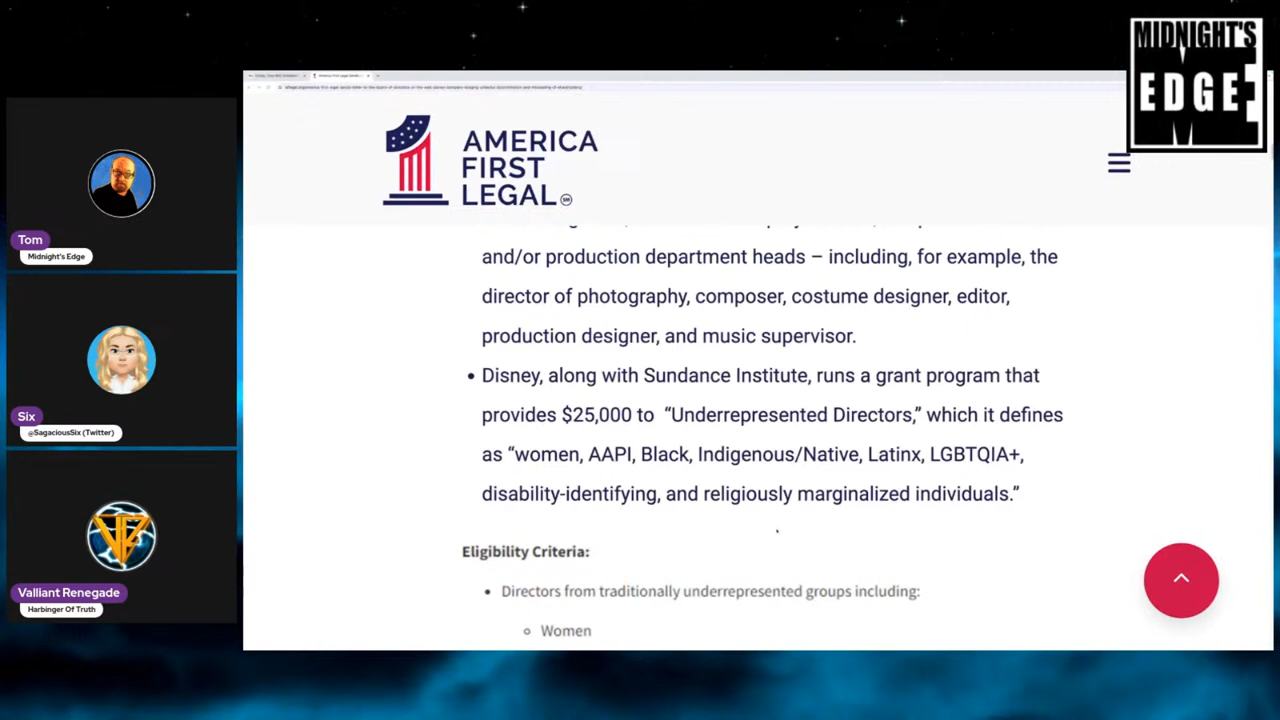 MIDNIGHT'S
EDGE
AMERICA
FIRST
LEGAL
SM
and/or production department heads – including, for example, the
director of photography, composer, costume designer, editor,
production designer, and music supervisor.
• Disney, along with Sundance Institute, runs a grant program that
provides $25,000 to “Underrepresented Directors,” which it defines
as “women, AAPI, Black, Indigenous/Native, Latinx, LGBTQIA+,
disability-identifying, and religiously marginalized individuals.”
Eligibility Criteria:
• Directors from traditionally underrepresented groups including:
Women
Tom
Midnight's Edge
Six
@SagaciousSix (Twitter)
Valliant Renegade
Harbinger Of Truth